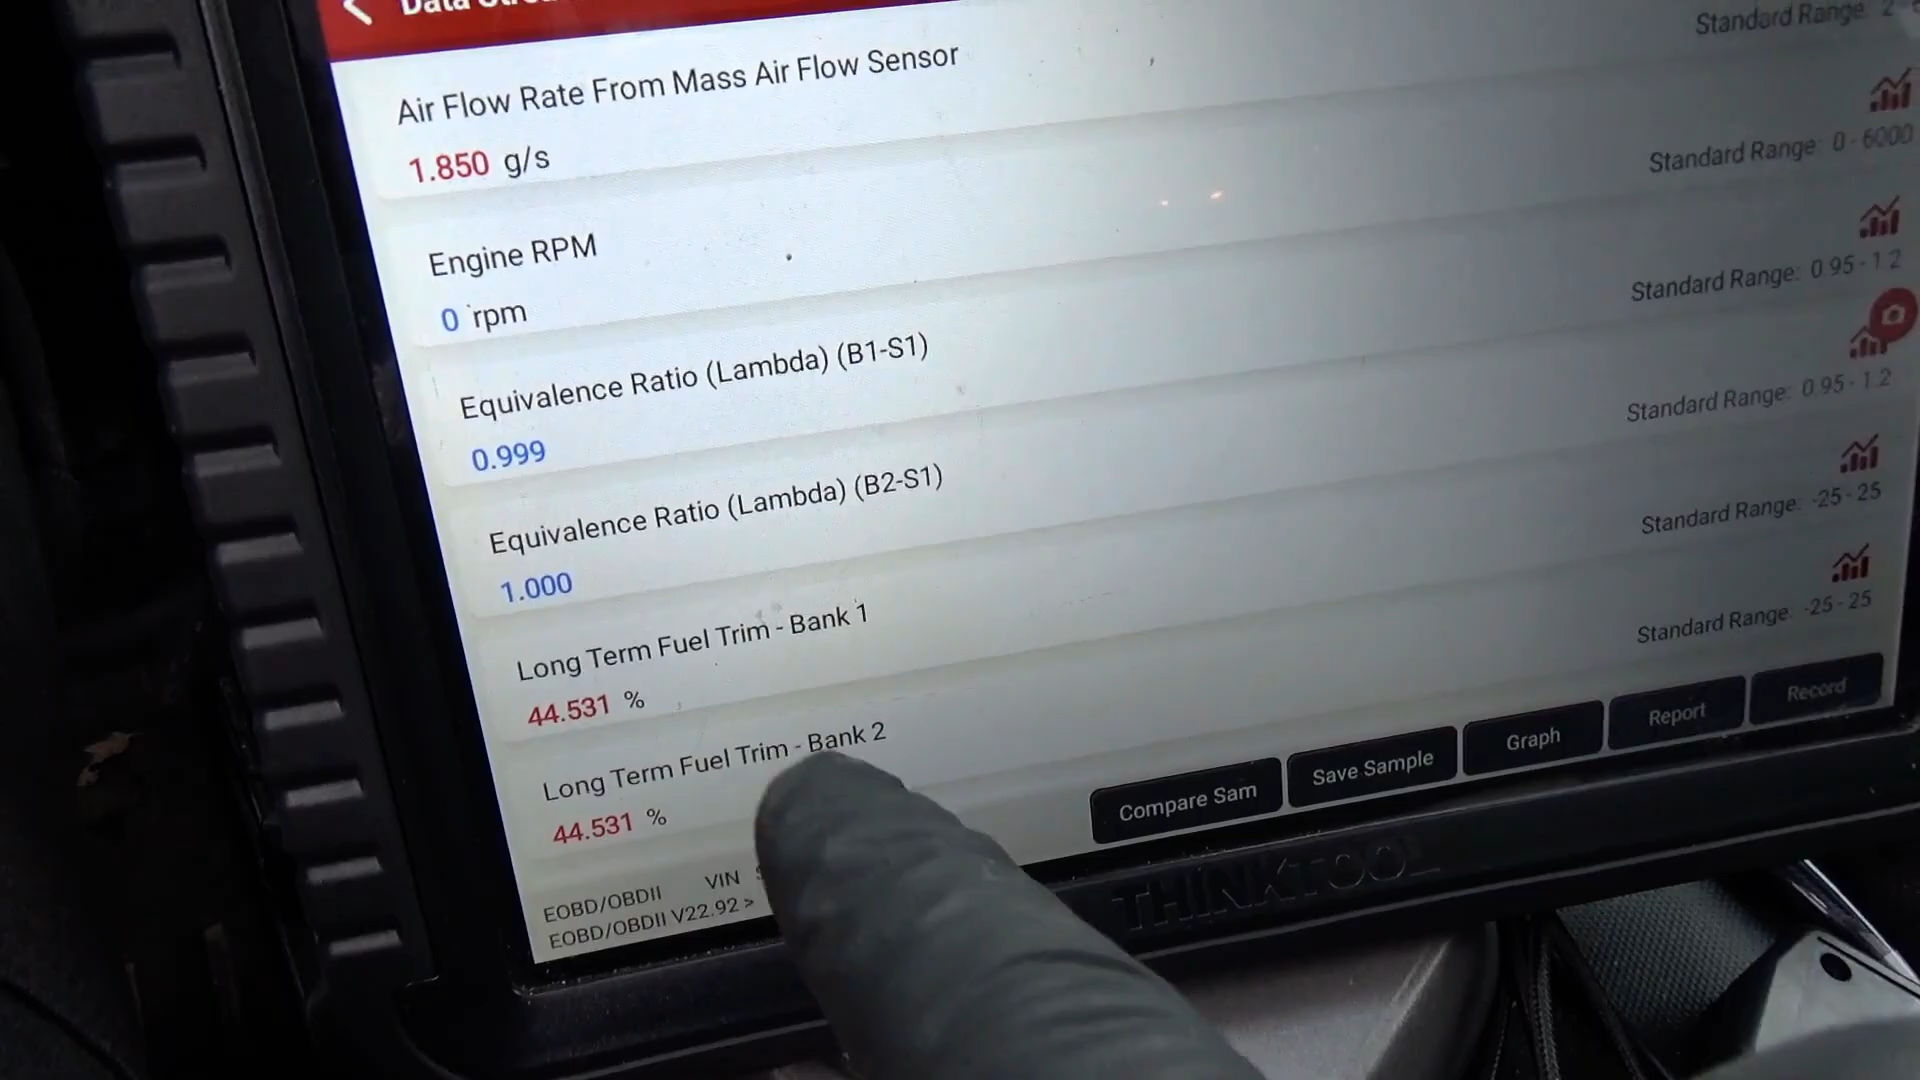 Data
Standard Range: 2 -
Air Flow Rate From Mass Air Flow Sensor
1.850 g/s
Standard Range: 0 - 6000
Engine RPM
0 rpm
Standard Range: 0.95 - 1.2
Equivalence Ratio (Lambda) (B1-S1)
0.999
Standard Range: 0.95 - 1.2
Equivalence Ratio (Lambda) (B2-S1)
1.000
Standard Range: -25 - 25
Long Term Fuel Trim - Bank 1
44.531 %
Standard Range: -25 - 25
Long Term Fuel Trim - Bank 2
44.531 %
Compare Sam Save Sample Graph Report Record
EOBD/OBDII VIN
EOBD/OBDII V22.92 >
THINKTOOL